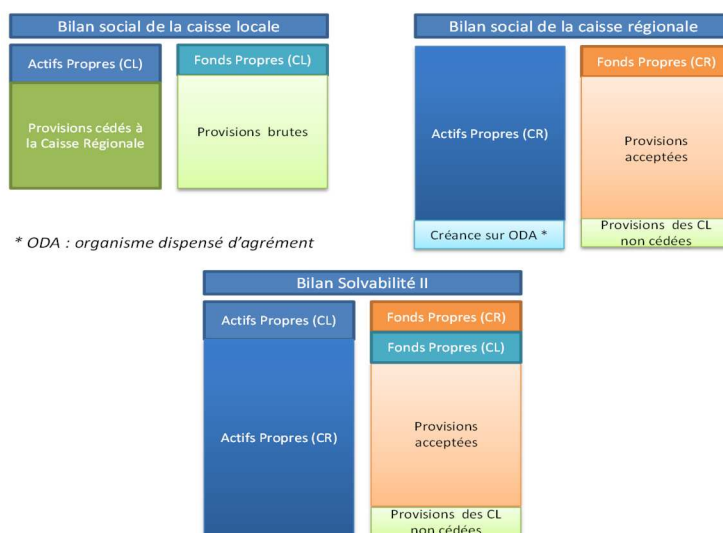 Bilan social de la caisse locale
Actifs Propres (CL)
Fonds Propres (CL)
Provisions cédés à
la Caisse Régionale
Provisions brutes
* ODA : organisme dispensé d'agrément
Bilan social de la caisse régionale
Actifs Propres (CR)
Fonds Propres (CR)
Provisions
acceptées
Créance sur ODA *
Provisions des CL
non cédées
Bilan Solvabilité II
Actifs Propres (CL)
Fonds Propres (CR)
Fonds Propres (CL)
Actifs Propres (CR)
Provisions
acceptées
Provisions des CL
non cédées